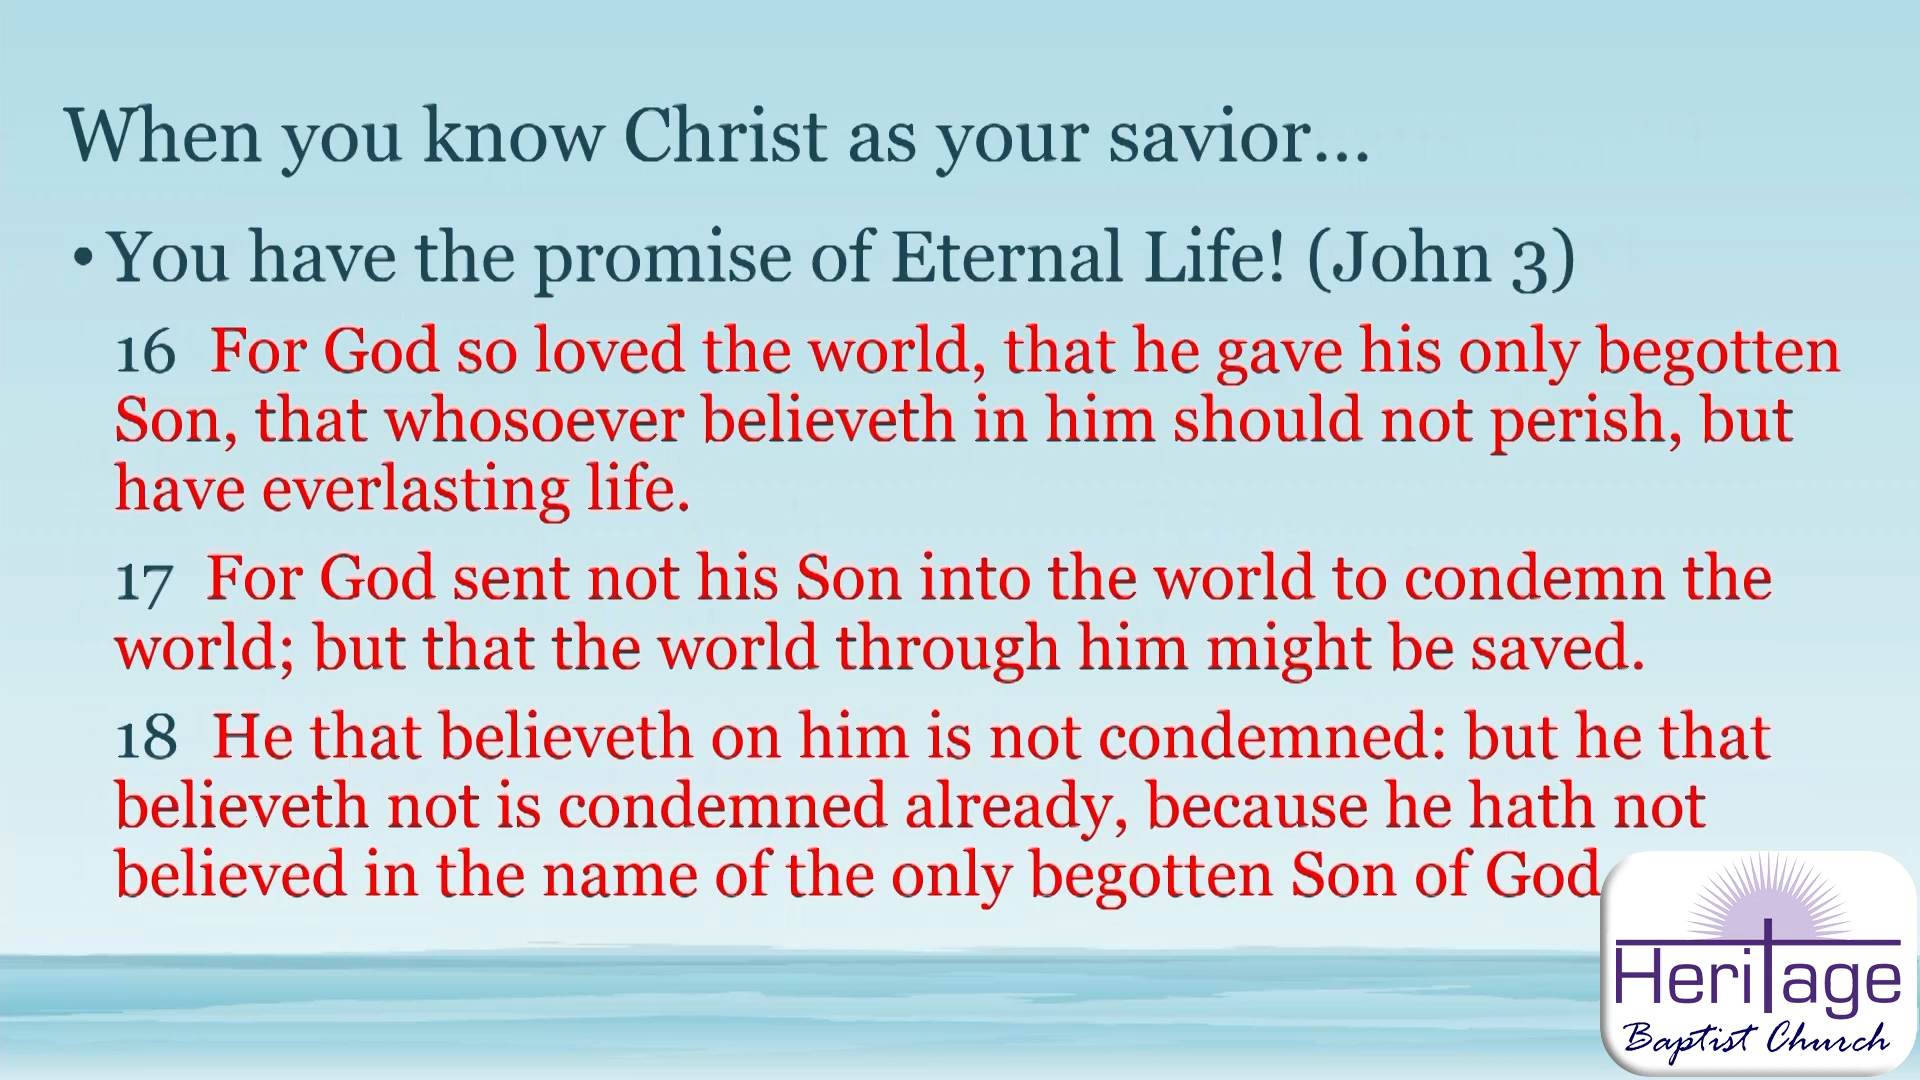 When you know Christ as your savior...
• You have the promise of Eternal Life! (John 3)
16 For God so loved the world, that he gave his only begotten
Son, that whosoever believeth in him should not perish, but
have everlasting life.
17 For God sent not his Son into the world to condemn the
world; but that the world through him might be saved.
18 He that believeth on him is not condemned: but he that
believeth not is condemned already, because he hath not
believed in the name of the only begotten Son of God
Heritage
Baptist Church